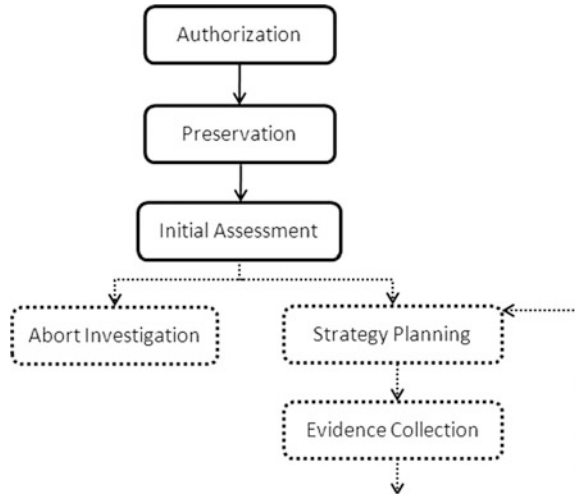 Authorization
Preservation
Initial Assessment
Abort Investigation
Strategy Planning
Evidence Collection